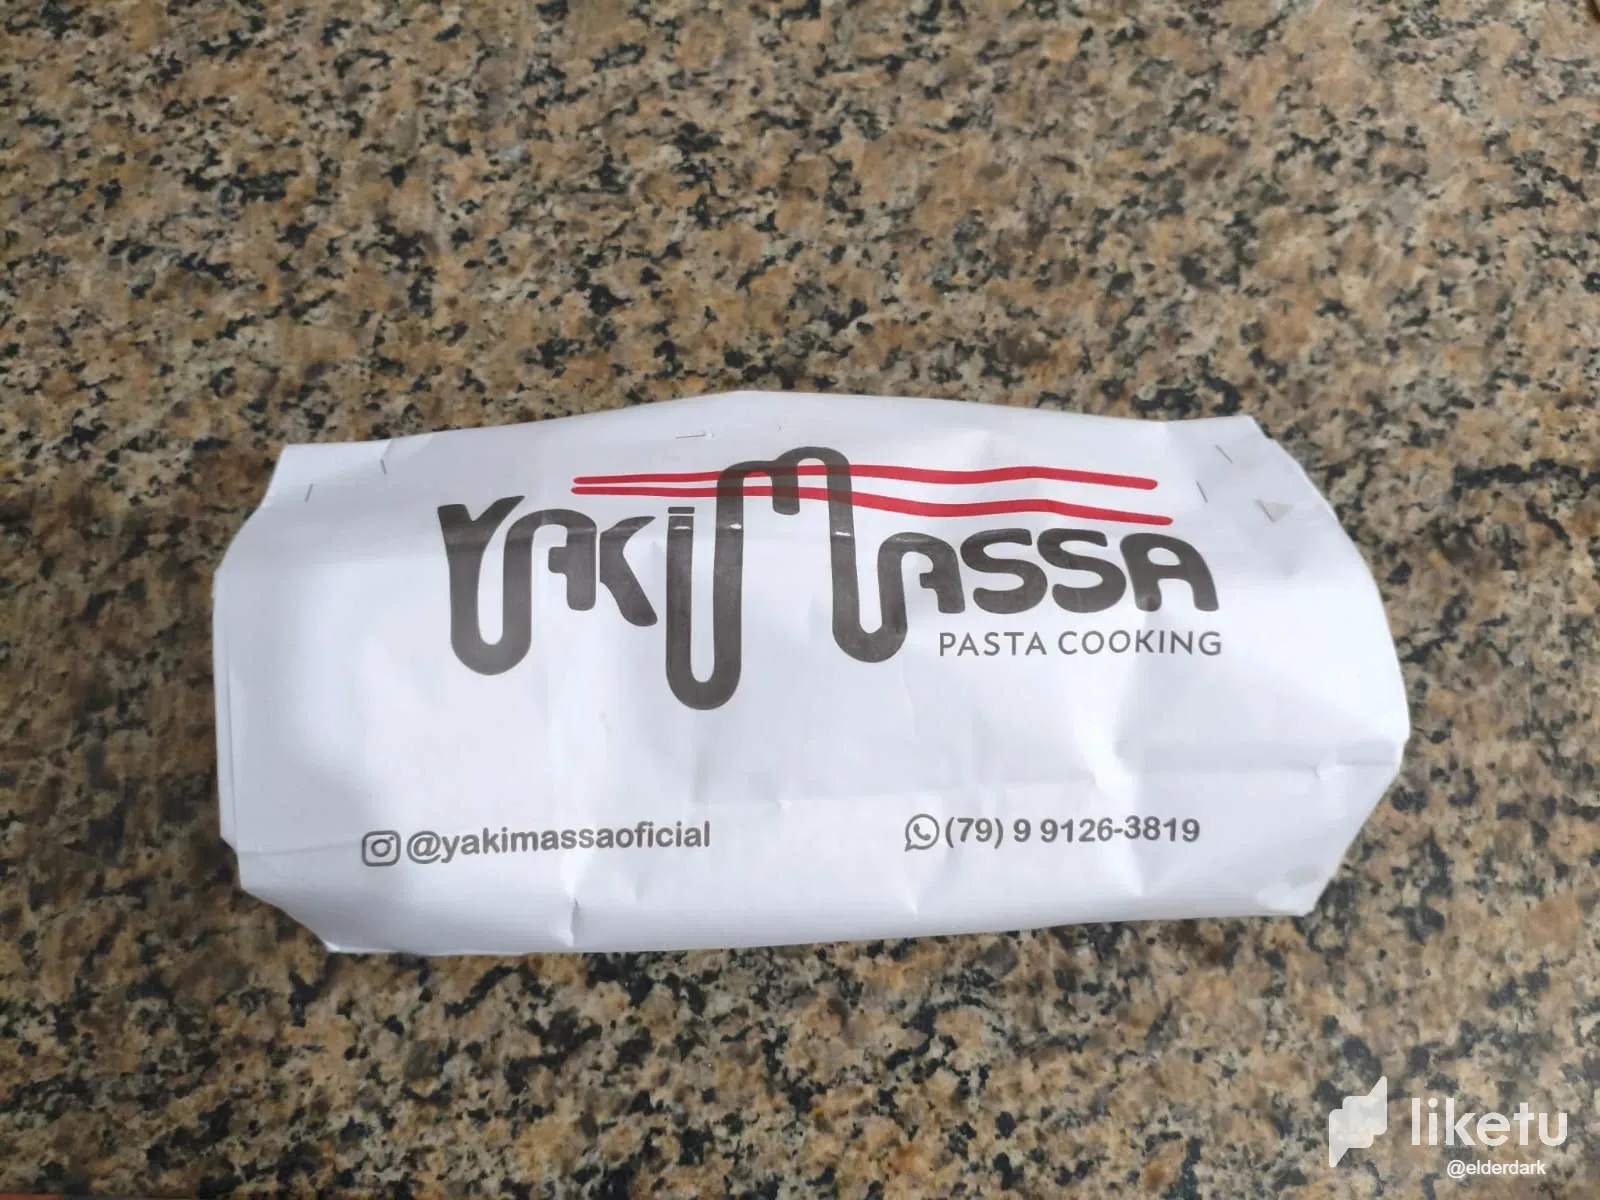 YAKIMASSA
PASTA COOKING
@yakimassaoficial
(79) 9 9126-3819
liketu
@elderdark